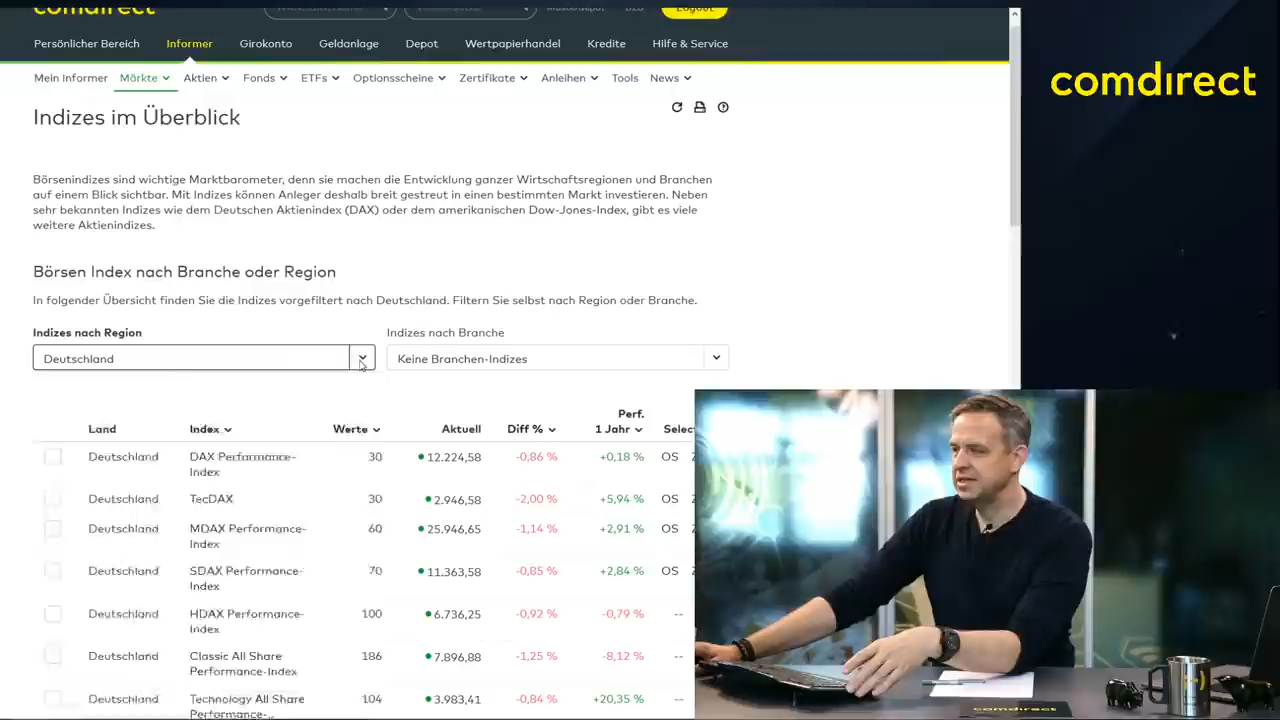 comdirect
Logout
Persönlicher Bereich Informer Girokonto Geldanlage Depot Wertpapierhandel Kredite Hilfe & Service
comdirect
Mein Informer Märkte Aktien Fonds ETFs Optionsscheine Zertifikate Anleihen Tools News
Indizes im Überblick
Börsenindizes sind wichtige Marktbarometer, denn sie machen die Entwicklung ganzer Wirtschaftsregionen und Branchen
auf einem Blick sichtbar. Mit Indizes können Anleger deshalb breit gestreut in einen bestimmten Markt investieren. Neben
sehr bekannten Indizes wie dem Deutschen Aktienindex (DAX) oder dem amerikanischen Dow-Jones-Index, gibt es viele
weitere Aktienindizes.
Börsen Index nach Branche oder Region
In folgender Übersicht finden Sie die Indizes vorgefiltert nach Deutschland. Filtern Sie selbst nach Region oder Branche.
Indizes nach Region Indizes nach Branche
Deutschland Keine Branchen-Indizes
Perf.
Land Index Werte Aktuell Diff % 1 Jahr Selec
Deutschland DAX Performance- 30 12.224,58 -0,86 % +0,18 % OS Z
Index
Deutschland TecDAX 30 2.946,58 -2,00 % +5,94 % OS Z
Deutschland MDAX Performance- 60 25.946,65 -1,14 % +2,91 % OS Z
Index
Deutschland SDAX Performance- 70 11.363,58 -0,85 % +2,84 % OS Z
Index
Deutschland HDAX Performance- 100 6.736,25 -0,92 % -0,79 % --
Index
Deutschland Classic All Share 186 7.896,88 -1,25 % -8,12 % --
Performance-Index
Deutschland Technology All Share 104 3.983,41 -0,84 % +20,35 % --
Performance-
comdirect